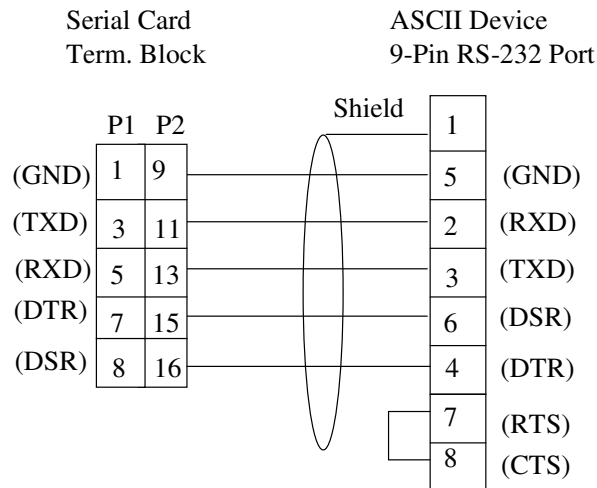 Serial Card
Term. Block
ASCII Device
9-Pin RS-232 Port
Shield
P1 P2
1
(GND) 1 9 5 (GND)
(TXD) 3 11 2 (RXD)
(RXD) 5 13 3 (TXD)
(DTR) 7 15 6 (DSR)
(DSR) 8 16 4 (DTR)
7 (RTS)
8 (CTS)